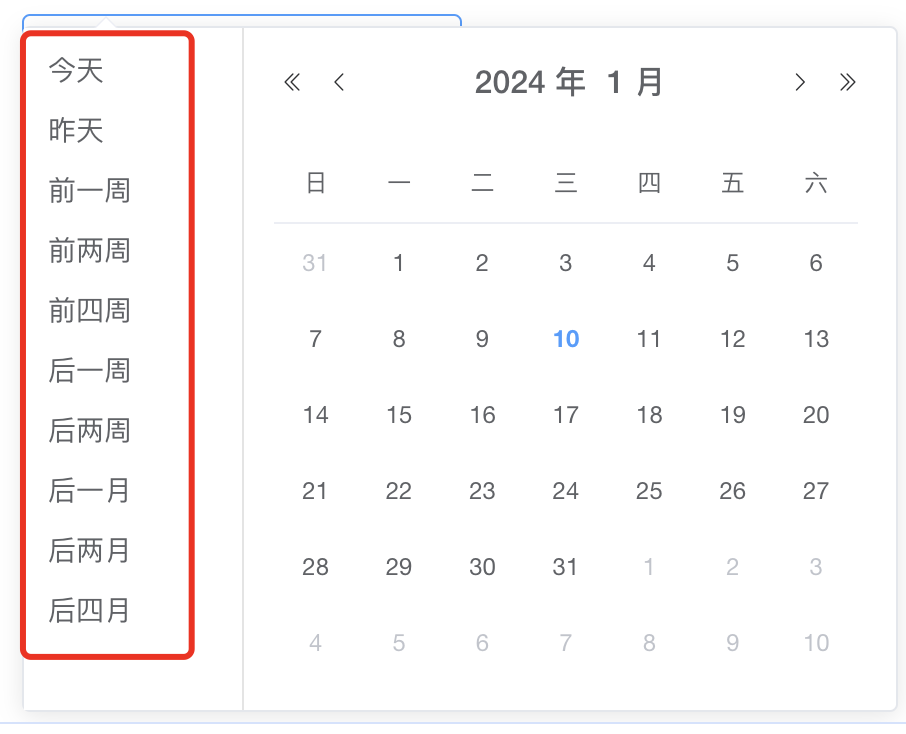 今天
昨天
前一周
前两周
前四周
后一周
后两周
后一月
后两月
后四月
2024 年 1 月
日 一 二 三 四 五 六
31 1 2 3 4 5 6
7 8 9 10 11 12 13
14 15 16 17 18 19 20
21 22 23 24 25 26 27
28 29 30 31 1 2 3
4 5 6 7 8 9 10